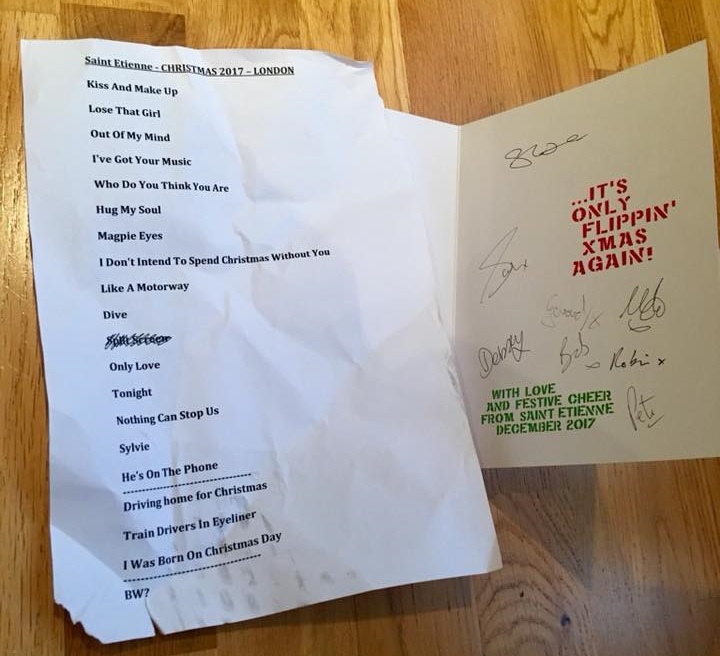 Saint Etienne - CHRISTMAS 2017 – LONDON
Kiss And Make Up
Lose That Girl
Out Of My Mind
I've Got Your Music
Who Do You Think You Are
Hug My Soul
Magpie Eyes
I Don't Intend To Spend Christmas Without You
Like A Motorway
Dive
Only Love
Tonight
Nothing Can Stop Us
Sylvie
He's On The Phone
Driving home for Christmas
Train Drivers In Eyeliner
I Was Born On Christmas Day
BW?
...IT'S
ONLY
FLIPPIN'
XMAS
AGAIN!
Debsey
Bob
Robin x
Pete
WITH LOVE
AND FESTIVE CHEER
FROM SAINT ETIENNE
DECEMBER 2017